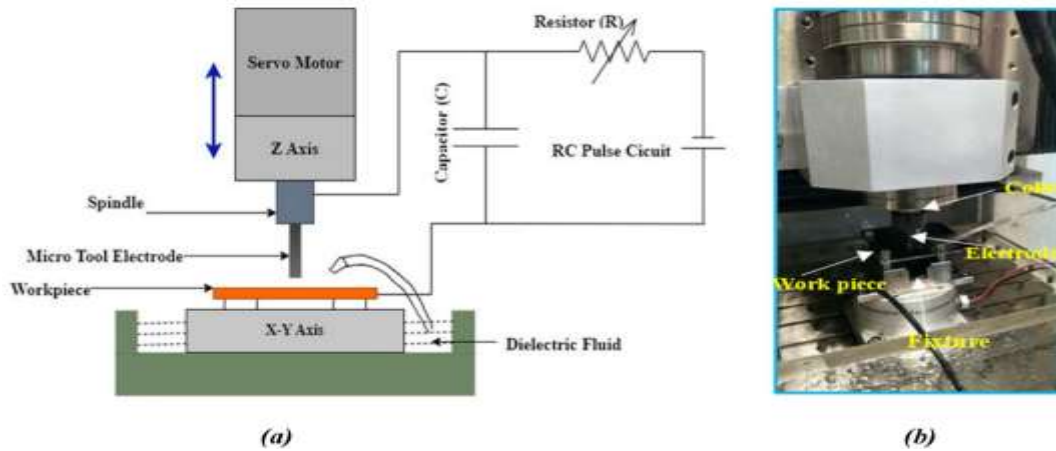 Servo Motor
Z Axis
Spindle
Micro Tool Electrode
Workpiece
X-Y Axis
Dielectric Fluid
Capacitor (C)
Resistor (R)
RC Pulse Cicuit
(a)
Electrode
Work piece
Fixture
(b)